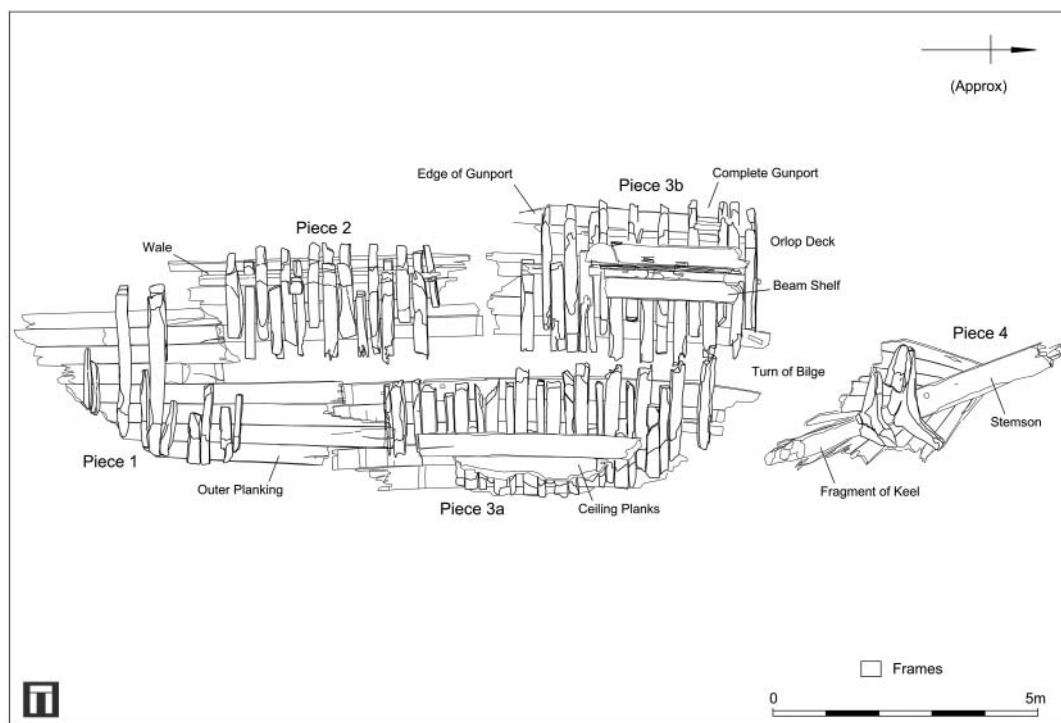 (Approx)
Edge of Gunport
Complete Gunport
Piece 3b
Piece 2
Wale
Orlop Deck
Beam Shelf
Piece 4
Turn of Bilge
Stemson
Piece 1
Outer Planking
Fragment of Keel
Piece 3a
Ceiling Planks
Frames
0
5m